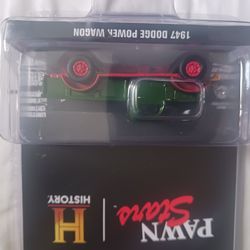 PAWN
Stars
H
HISTORY
1947 DODGE POWER WAGON